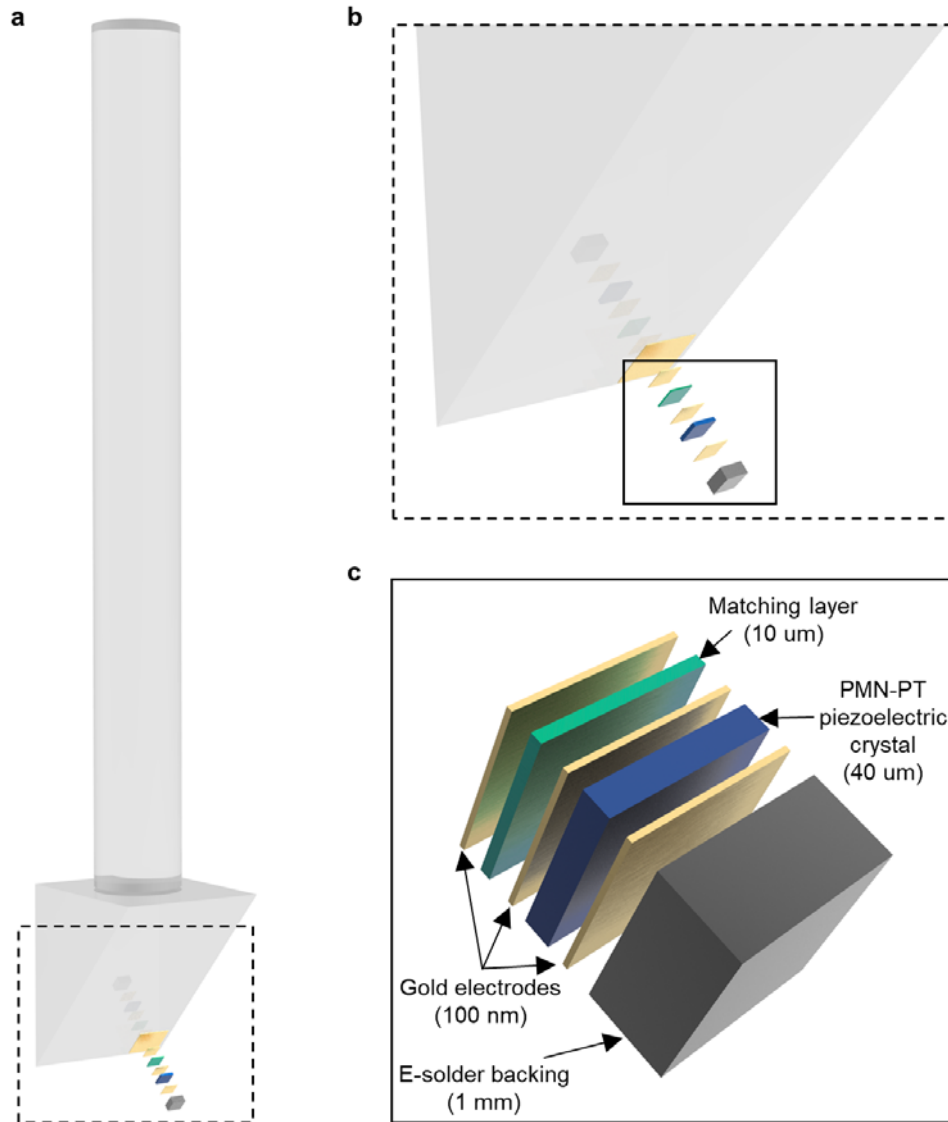 a
b
c
Matching layer
(10 um)
PMN-PT
piezoelectric
crystal
(40 um)
Gold electrodes
(100 nm)
E-solder backing
(1 mm)